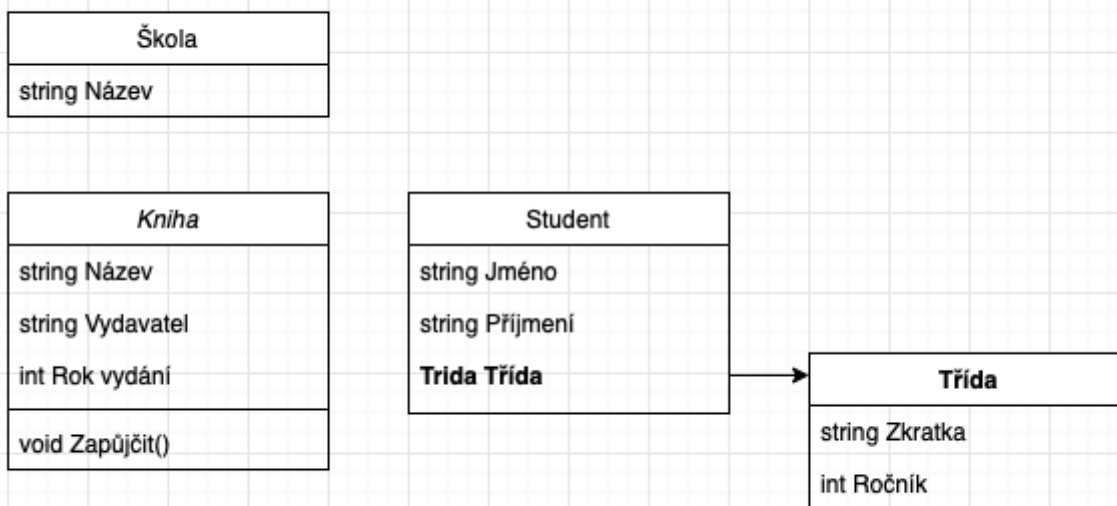 Škola
string Název
Kniha
string Název
string Vydavatel
int Rok vydání
void Zapůjčit()
Student
string Jméno
string Příjmení
Trida Třída
Třída
string Zkratka
int Ročník